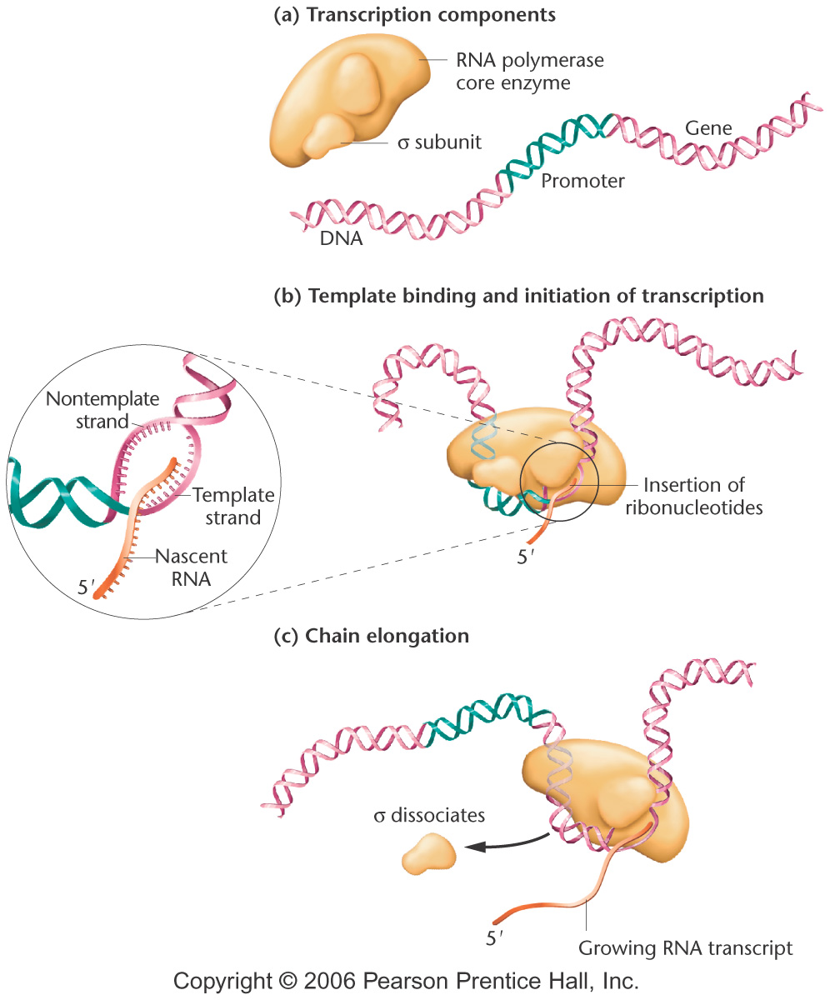 (a) Transcription components
RNA polymerase
core enzyme
σ subunit
Gene
Promoter
DNA
(b) Template binding and initiation of transcription
Nontemplate
strand
Template
strand
Nascent
RNA
5′
Insertion of
ribonucleotides
5′
(c) Chain elongation
σ dissociates
5′
Growing RNA transcript
Copyright © 2006 Pearson Prentice Hall, Inc.